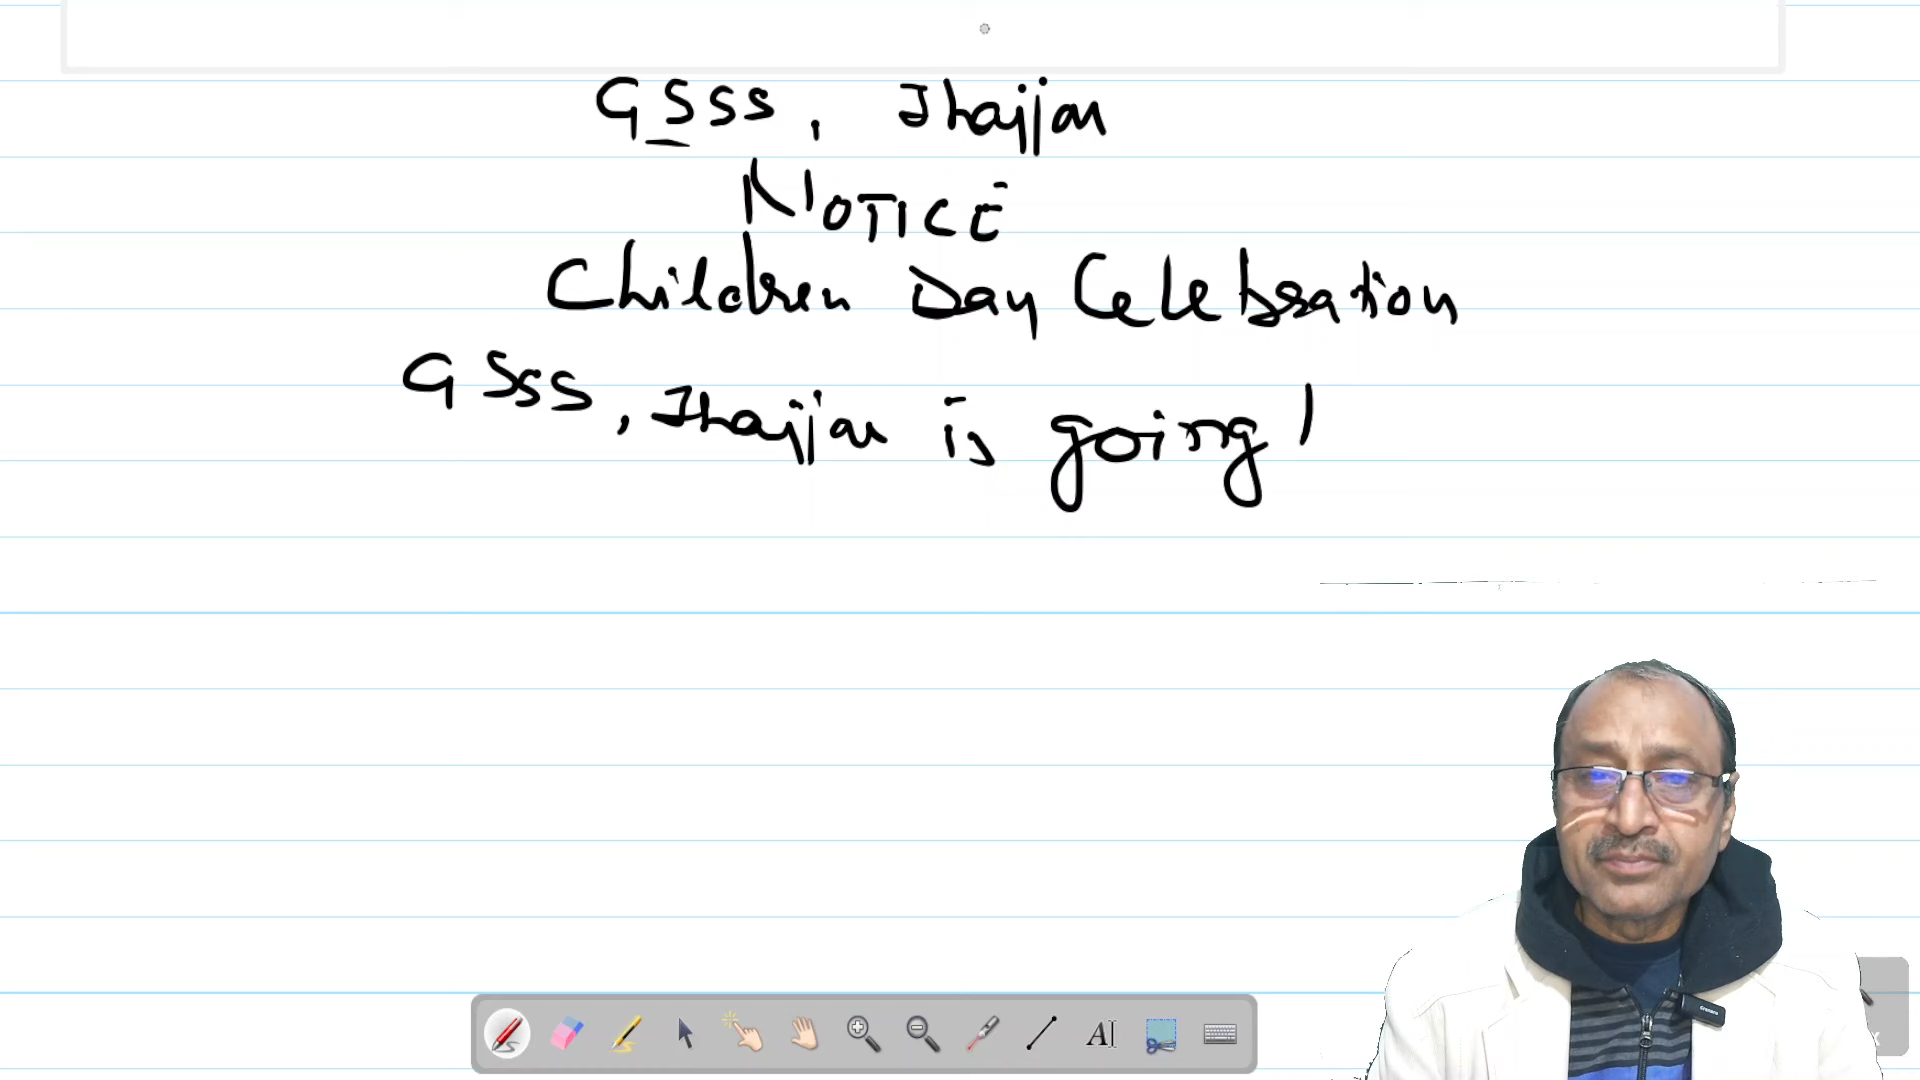 GSSS, Jhajjar
NOTICE
Children Day Celebration
GSSS, Jhajjar is going